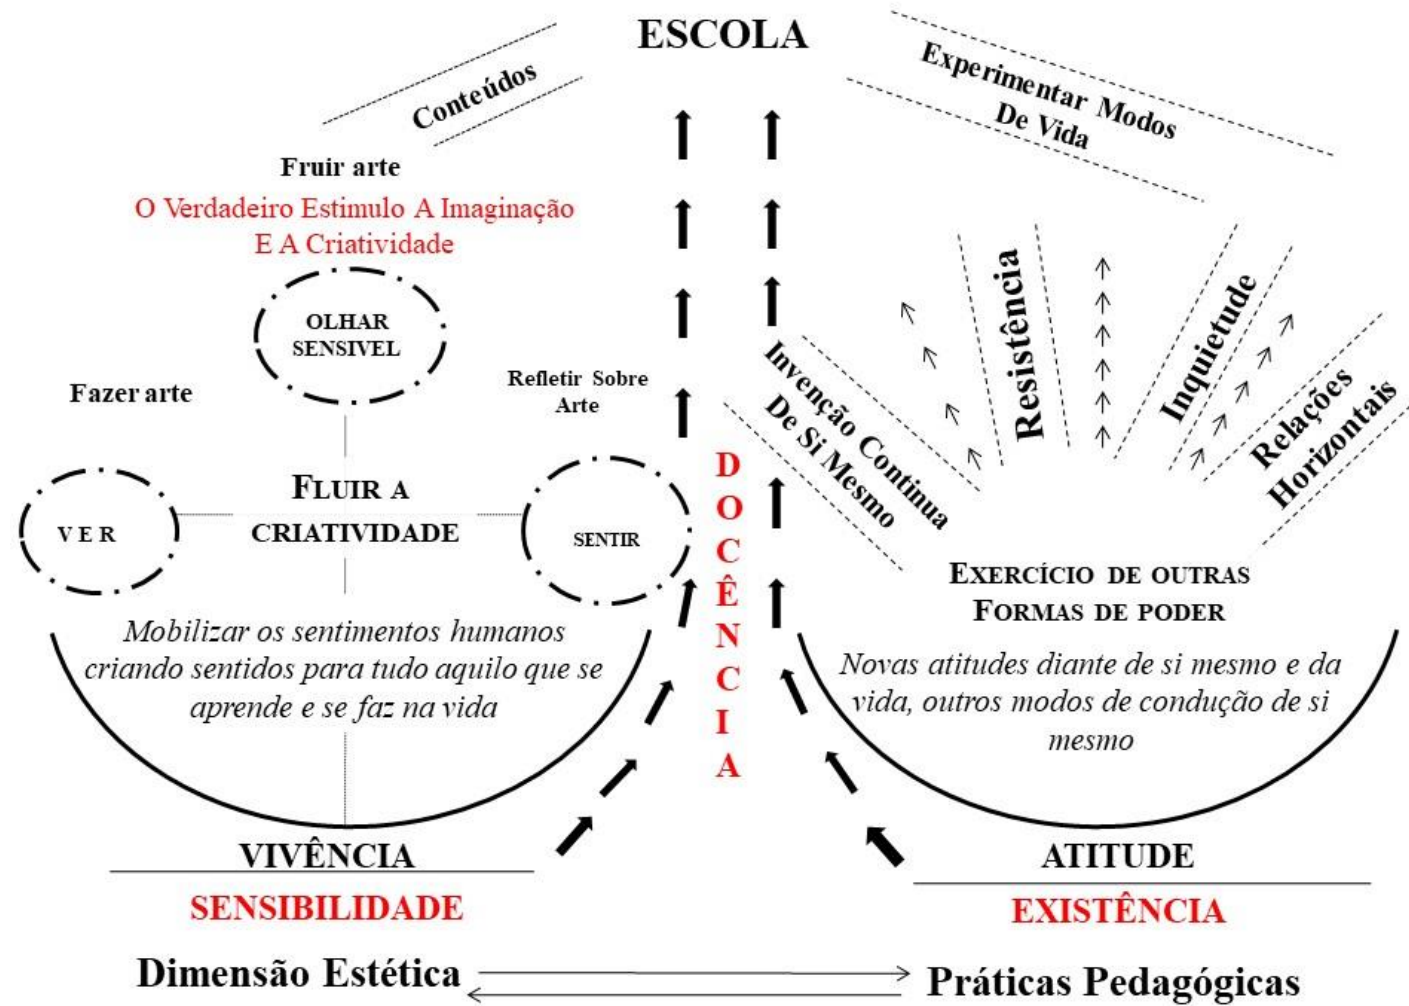 ESCOLA
Conteúdos
Experimentar Modos
De Vida
Fruir arte
O Verdadeiro Estimulo A Imaginação
E A Criatividade
OLHAR
SENSIVEL
Fazer arte
Refletir Sobre
Arte
V E R
FLUIR A
CRIATIVIDADE
SENTIR
Mobilizar os sentimentos humanos
criando sentidos para tudo aquilo que se
aprende e se faz na vida
VIVÊNCIA
SENSIBILIDADE
Dimensão Estética
D
O
C
Ê
N
C
I
A
Invenção Continua
De Si Mesmo
Resistência
Inquietude
Relações
Horizontais
EXERCÍCIO DE OUTRAS
FORMAS DE PODER
Novas atitudes diante de si mesmo e da
vida, outros modos de condução de si
mesmo
ATITUDE
EXISTÊNCIA
Práticas Pedagógicas